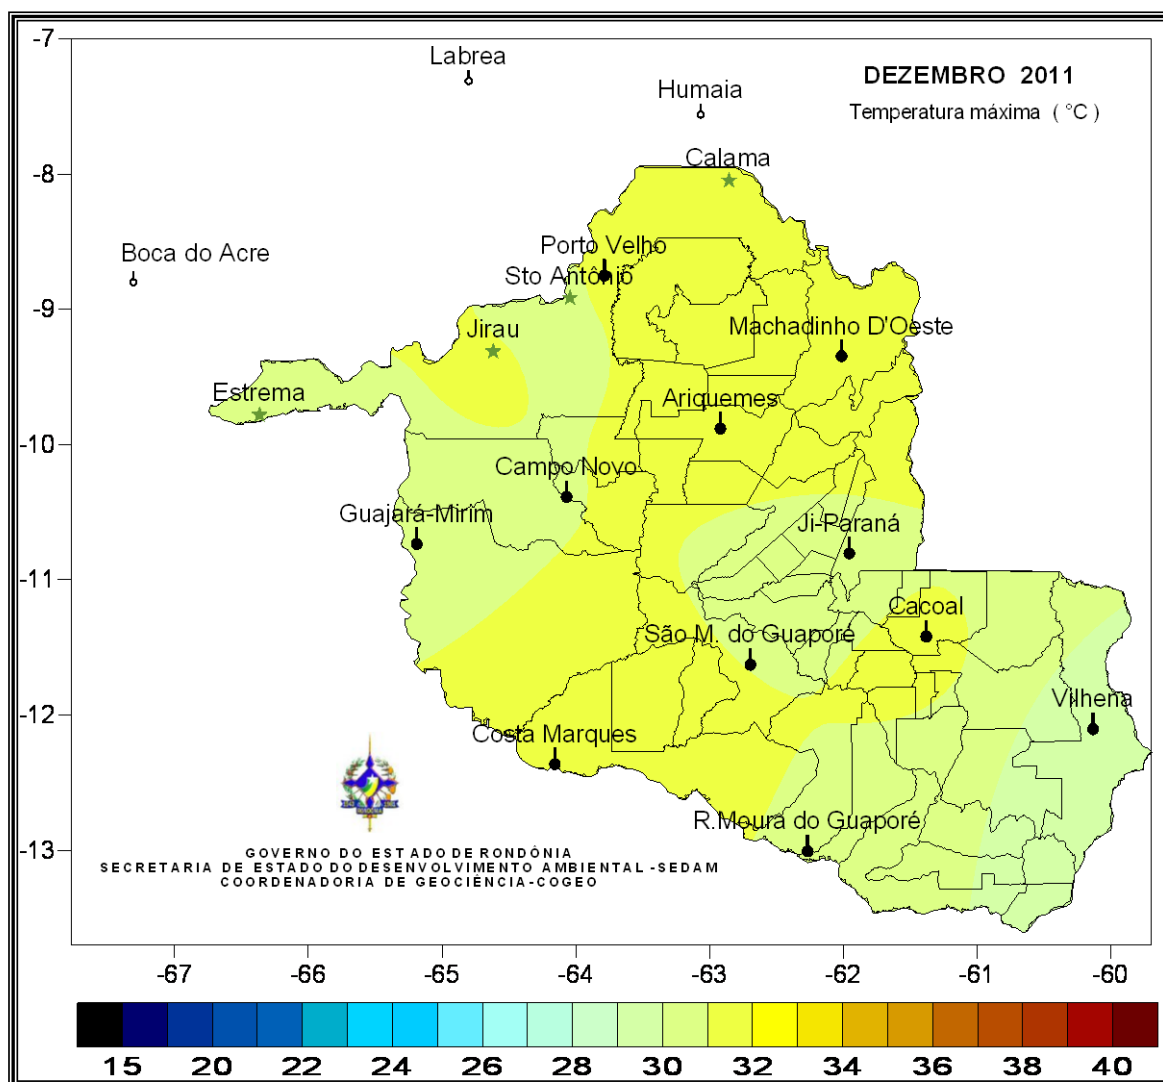 -7
Labrea
DEZEMBRO 2011
Humaia
Temperatura máxima ( °C )
Calama
-8
Porto Velho
Boca do Acre
Sto Antônio
-9
Jirau
Machadinho D'Oeste
Estrema
Ariquemes
-10
Campo Novo
Guajará-Mirim
Ji-Paraná
-11
Cacoal
São M. do Guaporé
Vilhena
-12
Costa Marques
R.Moura do Guaporé
-13
GOVERNO DO ESTADO DE RONDÔNIA
SECRETARIA DE ESTADO DO DESENVOLVIMENTO AMBIENTAL -SEDAM
COORDENADORIA DE GEOCIÊNCIA-COGEO
-67 -66 -65 -64 -63 -62 -61 -60
15 20 22 24 26 28 30 32 34 36 38 40